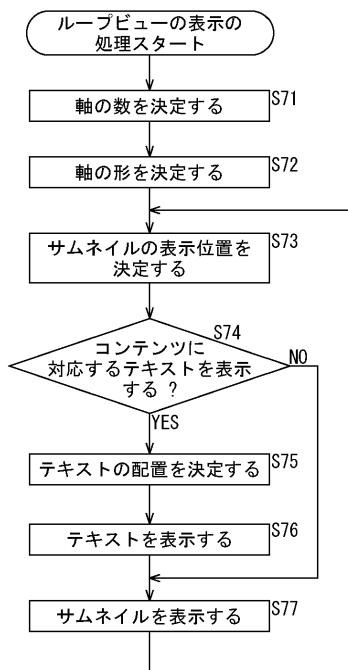 ループビューの表示の
処理スタート
軸の数を決定する
S71
軸の形を決定する
S72
サムネイルの表示位置を
決定する
S73
S74
コンテンツに
対応するテキストを表示
する ?
NO
YES
テキストの配置を決定する
S75
テキストを表示する
S76
サムネイルを表示する
S77